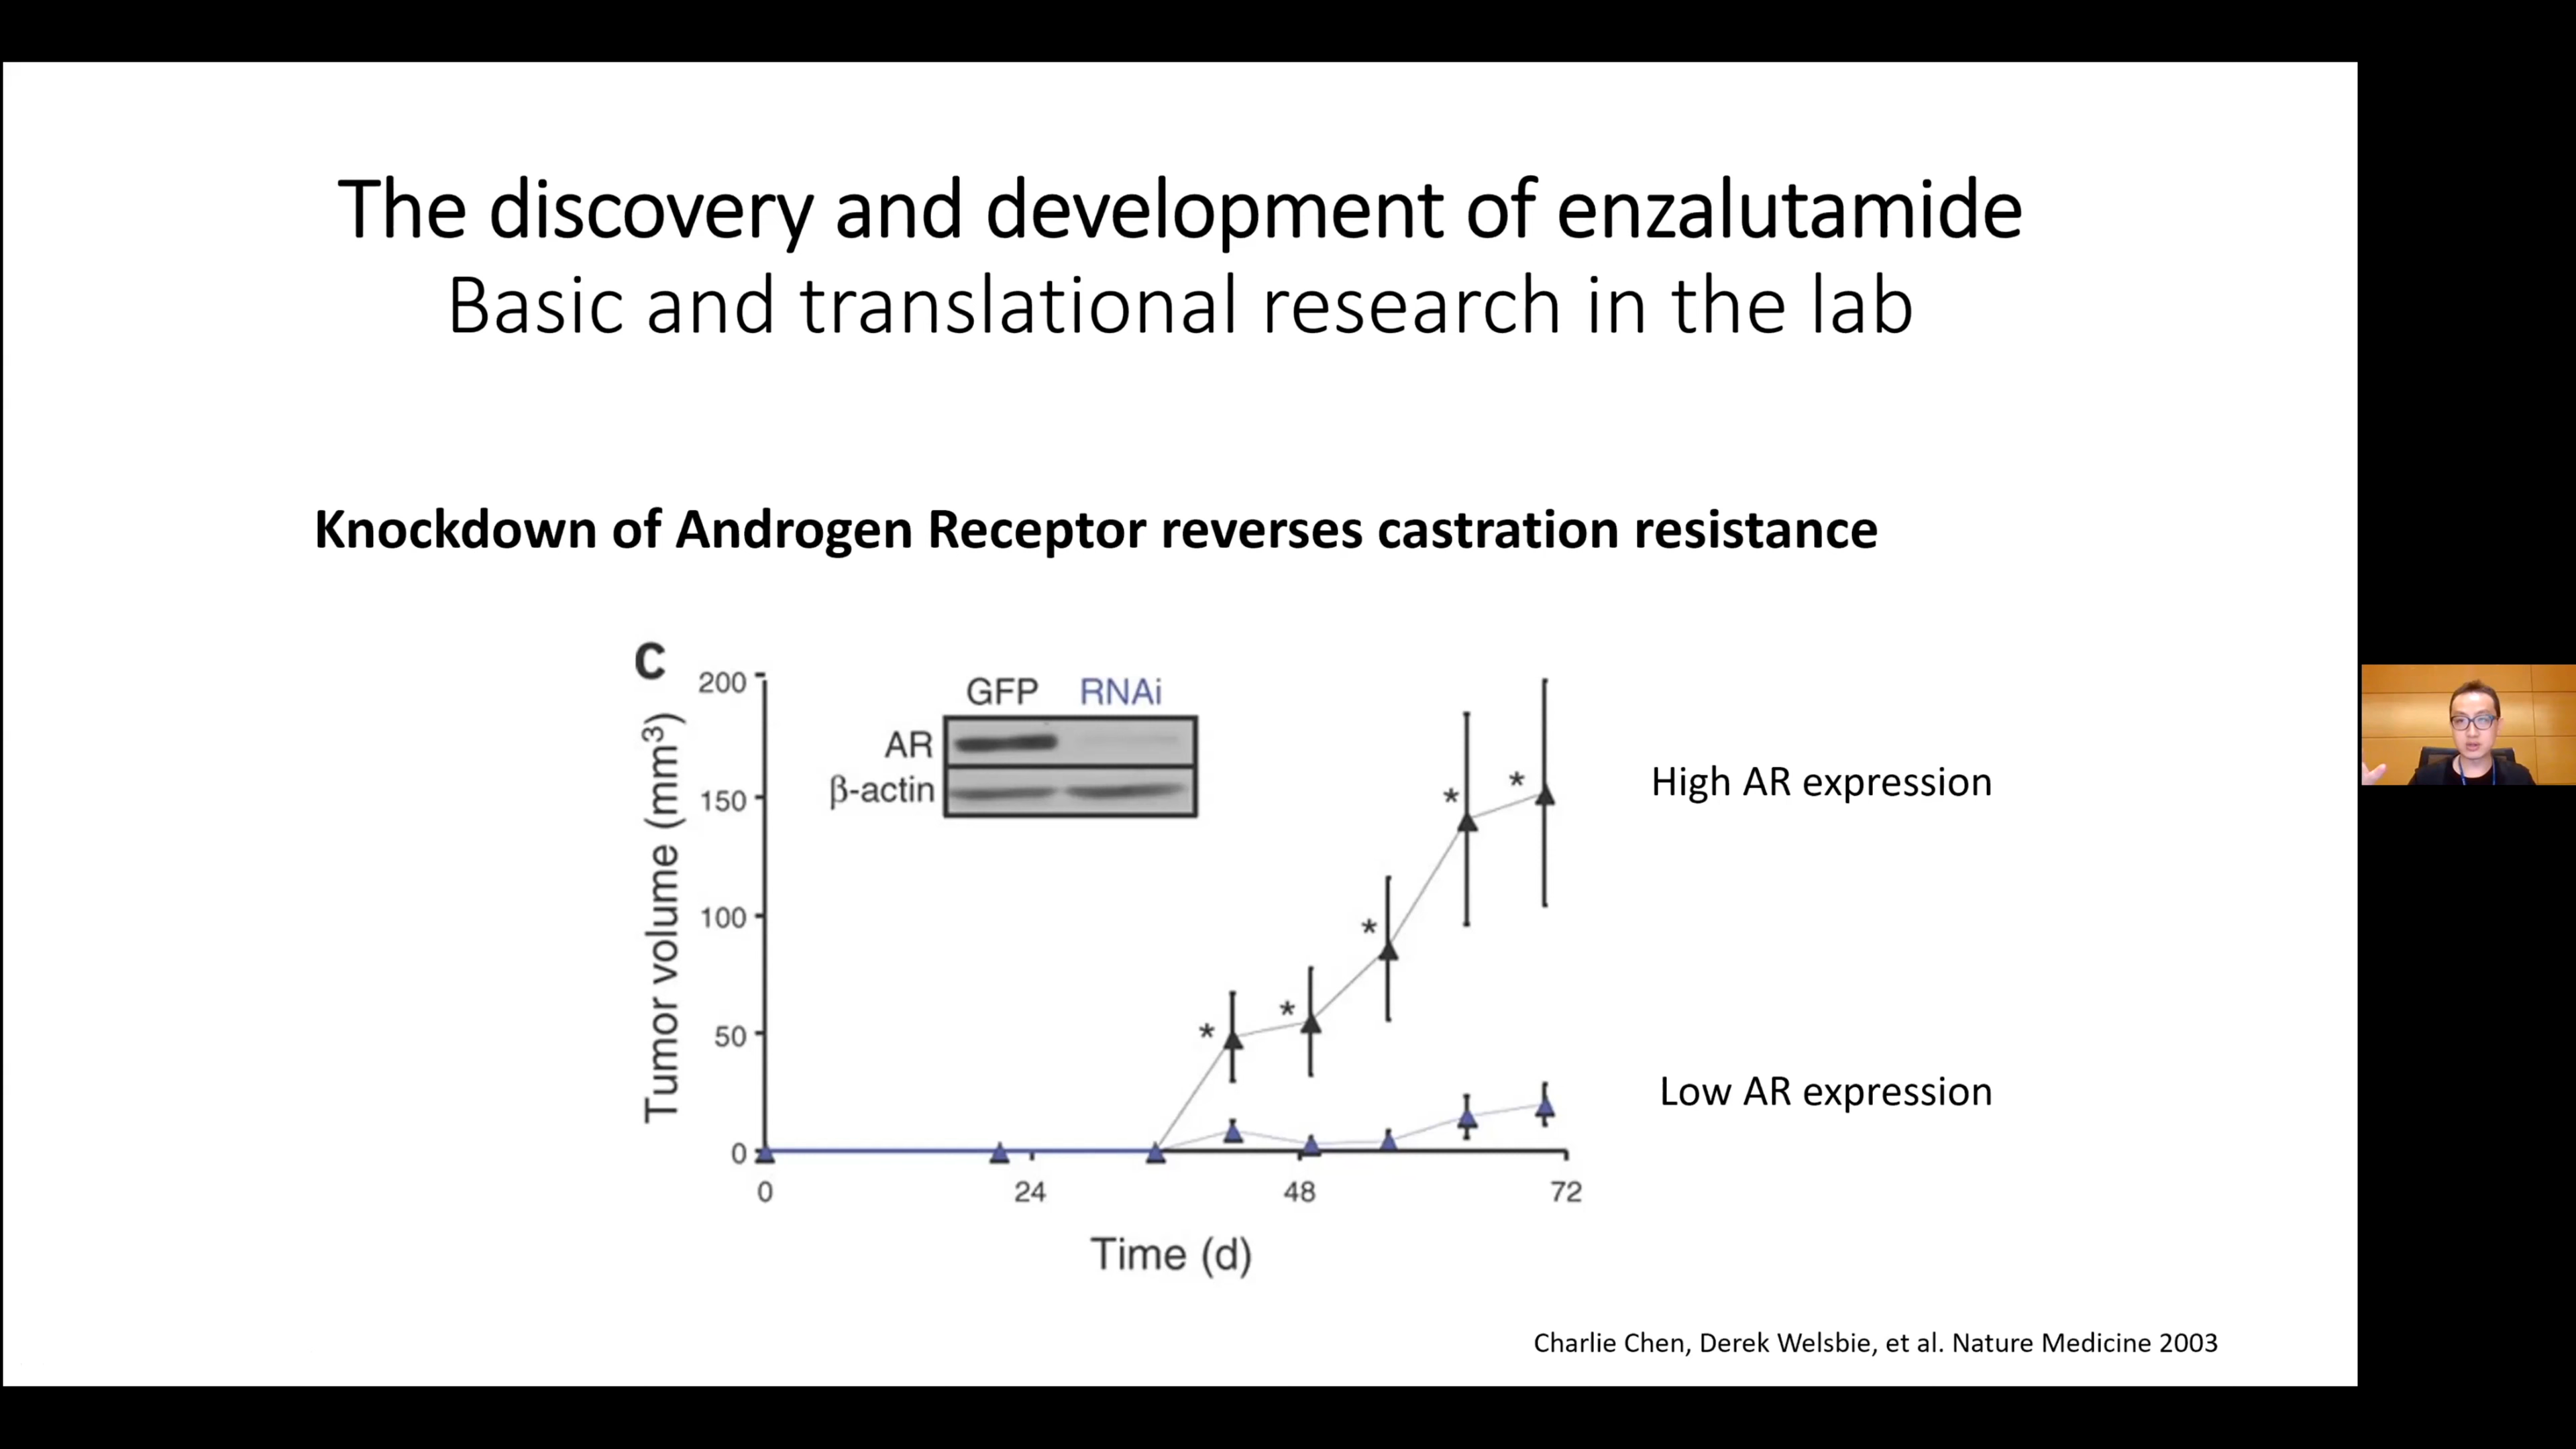 The discovery and development of enzalutamide
Basic and translational research in the lab
Knockdown of Androgen Receptor reverses castration resistance
C
GFP RNAi
AR
β-actin
Tumor volume (mm³)
200
150
100
50
0
* * * * *
0 24 48 72
Time (d)
High AR expression
Low AR expression
Charlie Chen, Derek Welsbie, et al. Nature Medicine 2003